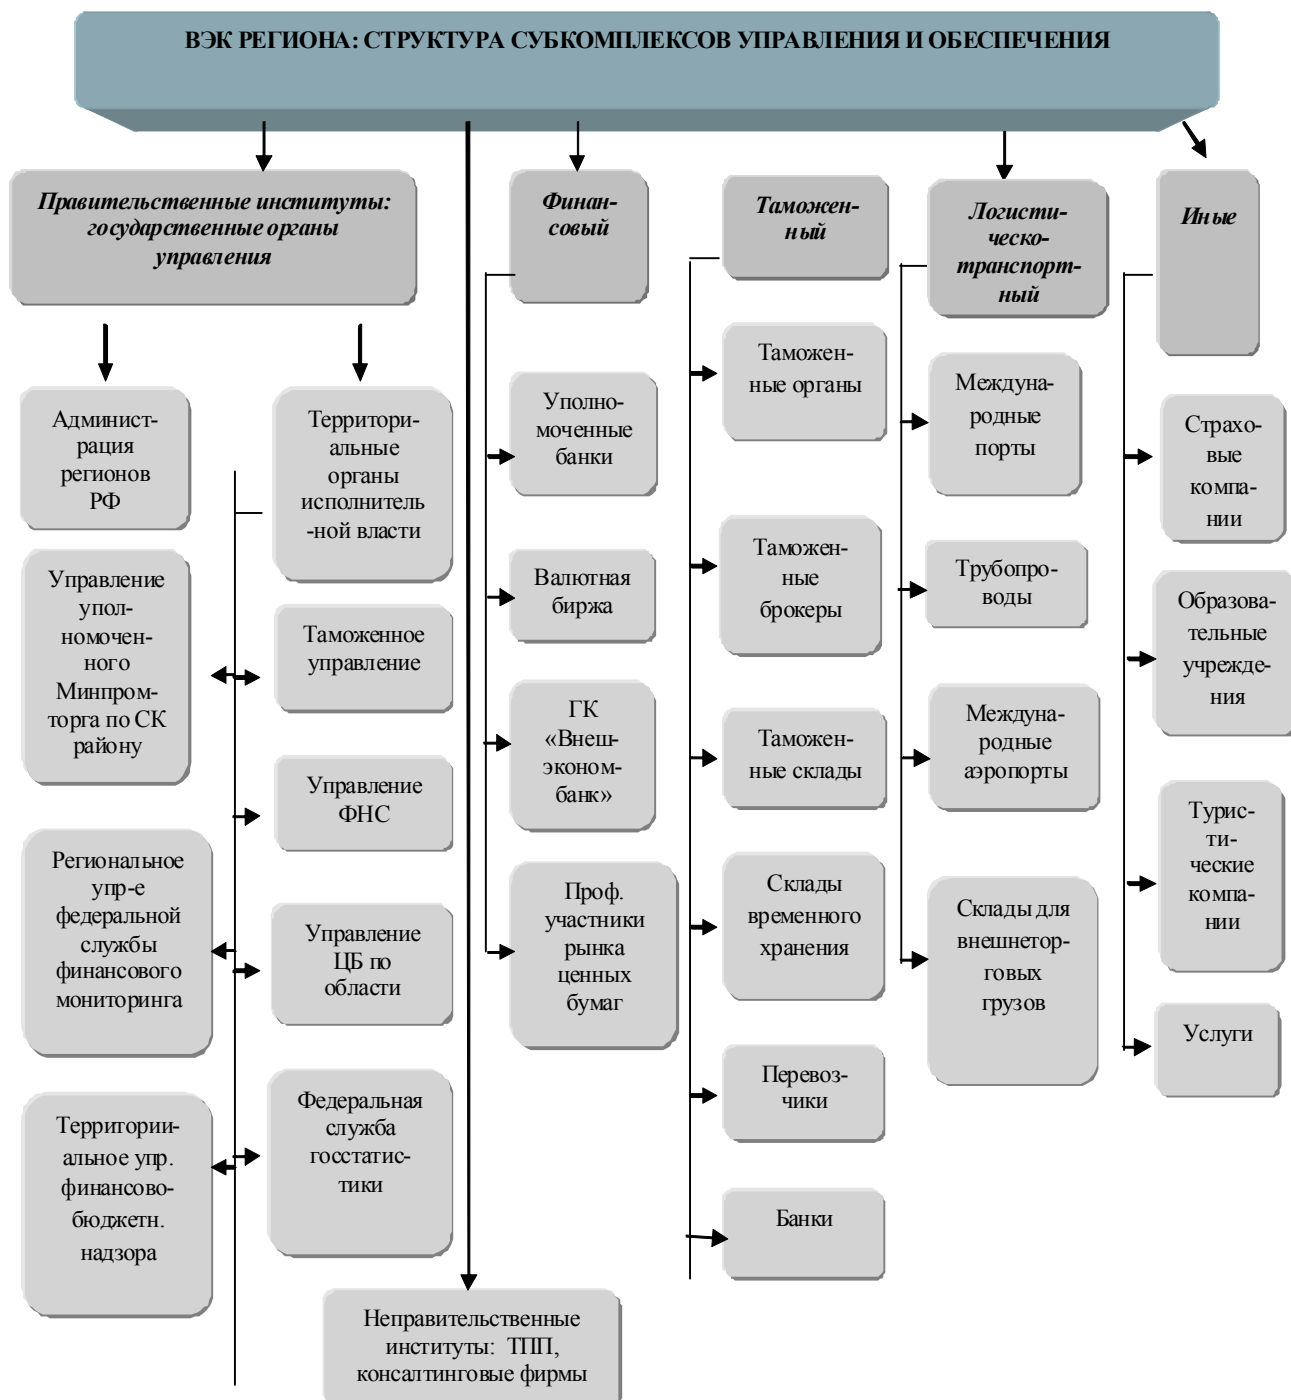 ВЭК РЕГИОНА: СТРУКТУРА СУБКОМПЛЕКСОВ УПРАВЛЕНИЯ И ОБЕСПЕЧЕНИЯ
Правительственные институты:
государственные органы
управления
Администрация
регионов
РФ
Управление
упол-
номочен-
ного
Минпром-
торга по СК
району
Региональное
упр-е
федеральной
службы
финансового
мониторинга
Территории-
альное упр.
финансово-
бюджетн.
надзора
Территори-
альные
органы
исполнитель
-ной власти
Таможенное
управление
Управление
ФНС
Управление
ЦБ по
области
Федеральная
служба
госстатис-
тики
Неправительственные
институты: ТПП,
консалтинговые фирмы
Финан-
совый
Уполно-
моченные
банки
Валютная
биржа
ГК
«Внеш-
эконом-
банк»
Проф.
участники
рынка
ценных
бумаг
Таможен-
ный
Таможен-
ные органы
Таможен-
ные
брокеры
Таможен-
ные склады
Склады
временного
хранения
Перевоз-
чики
Банки
Логисти-
ческо-
транспорт-
ный
Междуна-
родные
порты
Трубопро-
воды
Междуна-
родные
аэропорты
Склады для
внешнетор-
говых
грузов
Иные
Страхо-
вые
компа-
нии
Образова-
тельные
учрежде-
ния
Турис-
ти-
ческие
компа-
нии
Услуги